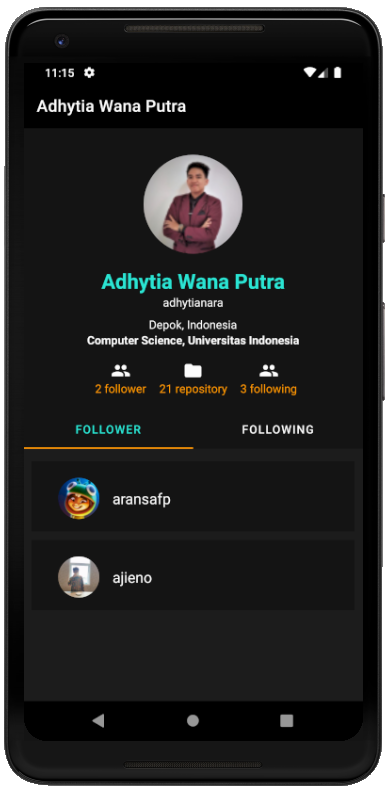 11:15
Adhytia Wana Putra
Adhytia Wana Putra
adhytianara
Depok, Indonesia
Computer Science, Universitas Indonesia
2 follower 21 repository 3 following
FOLLOWER FOLLOWING
aransafp
ajieno